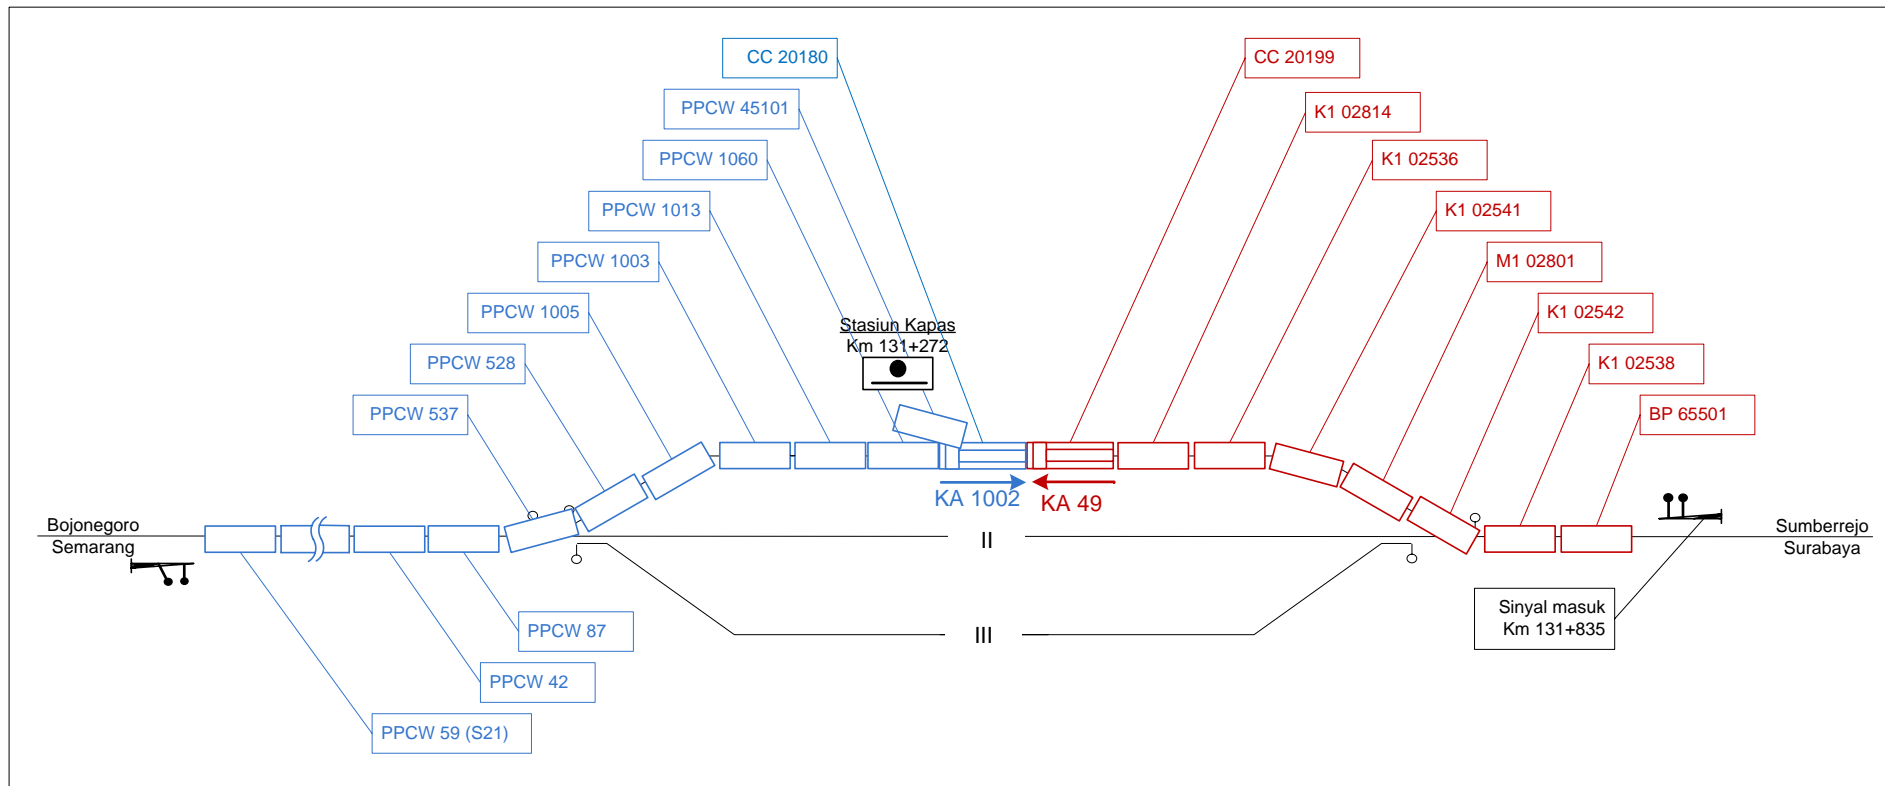 CC 20180
CC 20199
PPCW 45101
K1 02814
PPCW 1060
K1 02536
PPCW 1013
K1 02541
PPCW 1003
M1 02801
PPCW 1005
K1 02542
Stasiun Kapas
Km 131+272
PPCW 528
K1 02538
PPCW 537
BP 65501
KA 1002
KA 49
Bojonegoro
Semarang
II
Sumberrejo
Surabaya
Sinyal masuk
Km 131+835
PPCW 87
III
PPCW 42
PPCW 59 (S21)